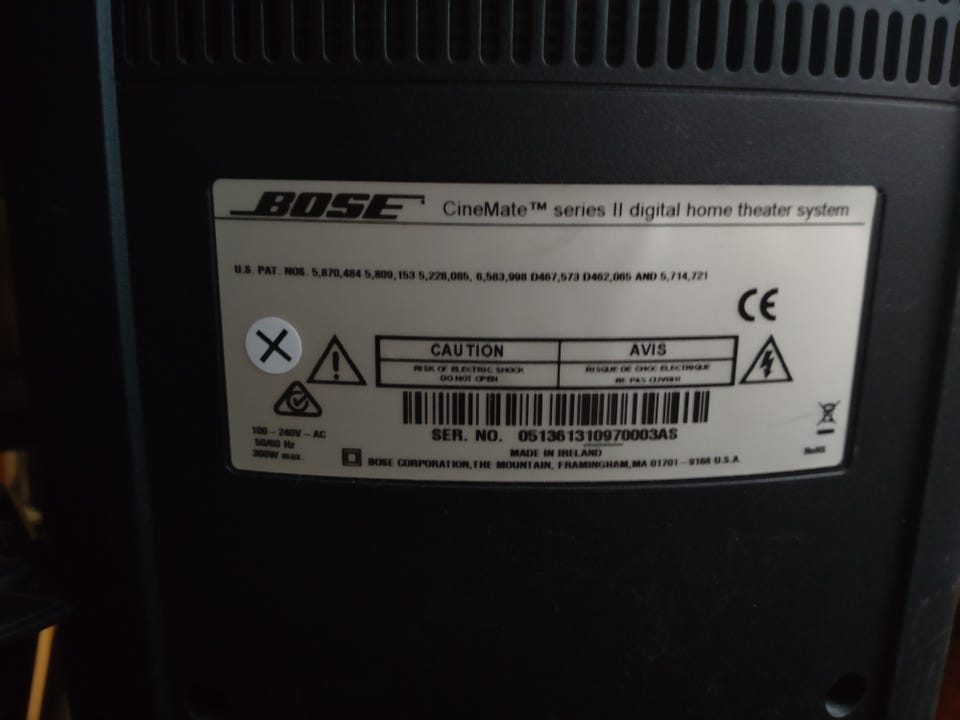 BOSE CineMate™ series II digital home theater system
U.S. PAT. NOS. 5,870,484 5,809,153 5,228,085, 6,583,998 D467,573 D462,065 AND 5,714,721
CE
CAUTION AVIS
RISK OF ELECTRIC SHOCK RISQUE DE CHOC ELECTRIQUE
DO NOT OPEN NE PAS OUVRIR
100-240V-AC
50/60 Hz
300W max.
SER. NO. 051361310970003AS
MADE IN IRELAND
BOSE CORPORATION, THE MOUNTAIN, FRAMINGHAM, MA 01701-9168 U.S.A.
RoHS